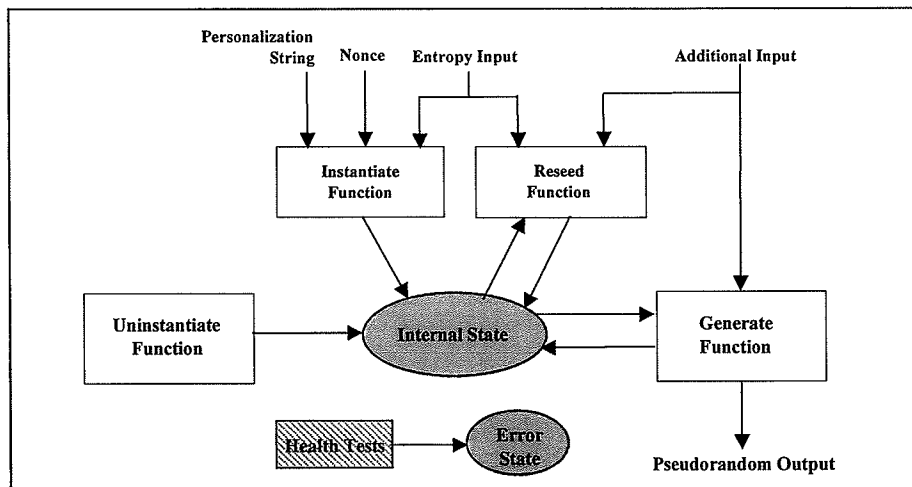 Personalization
String
Nonce
Entropy Input
Additional Input
Instantiate
Function
Reseed
Function
Uninstantiate
Function
Internal State
Generate
Function
Health Tests
Error
State
Pseudorandom Output